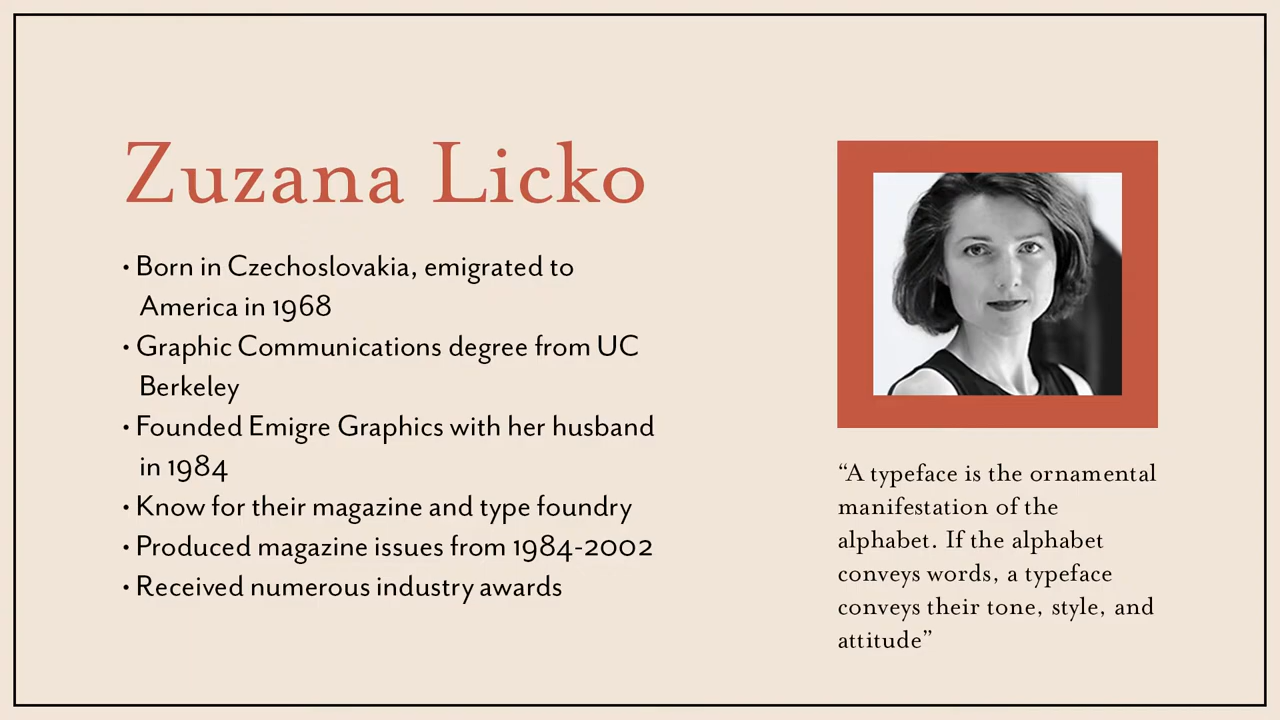 Zuzana Licko
• Born in Czechoslovakia, emigrated to
America in 1968
• Graphic Communications degree from UC
Berkeley
• Founded Emigre Graphics with her husband
in 1984
• Know for their magazine and type foundry
• Produced magazine issues from 1984-2002
• Received numerous industry awards
“A typeface is the ornamental
manifestation of the
alphabet. If the alphabet
conveys words, a typeface
conveys their tone, style, and
attitude”